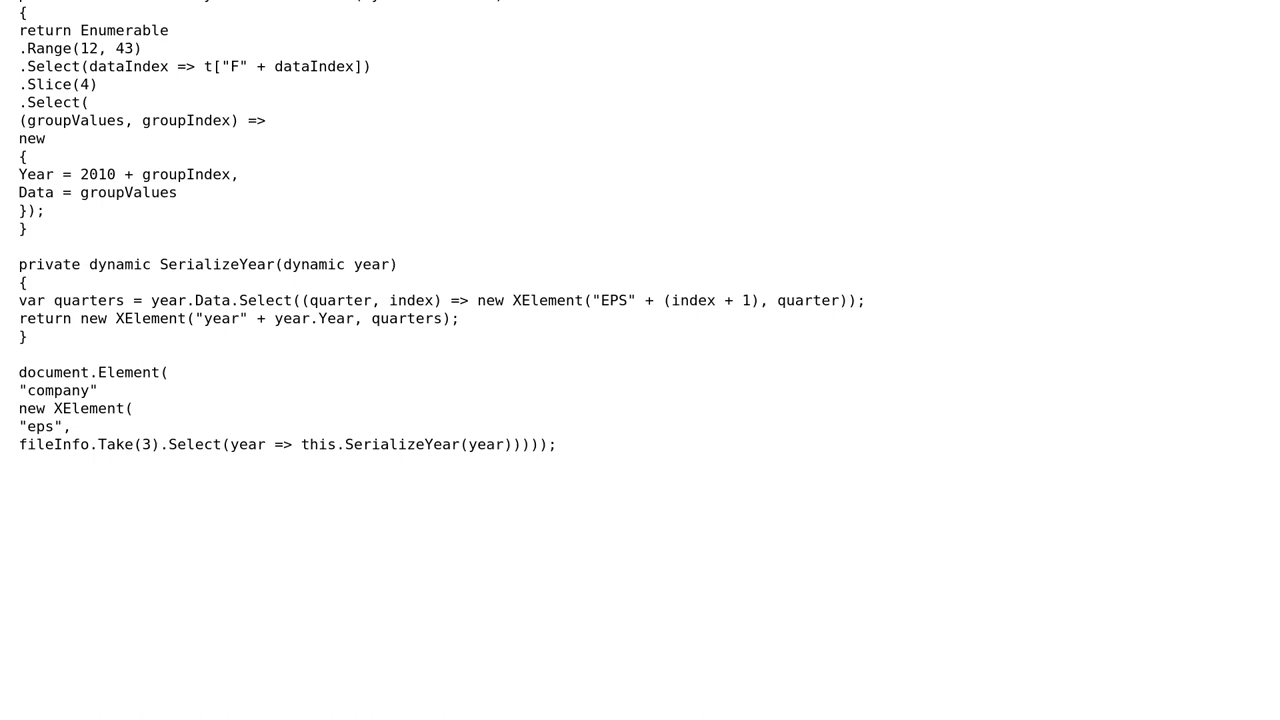 {
return Enumerable
.Range(12, 43)
.Select(dataIndex => t["F" + dataIndex])
.Slice(4)
.Select(
(groupValues, groupIndex) =>
new
{
Year = 2010 + groupIndex,
Data = groupValues
});
}

private dynamic SerializeYear(dynamic year)
{
var quarters = year.Data.Select((quarter, index) => new XElement("EPS" + (index + 1), quarter));
return new XElement("year" + year.Year, quarters);
}

document.Element(
"company"
new XElement(
"eps",
fileInfo.Take(3).Select(year => this.SerializeYear(year)))));